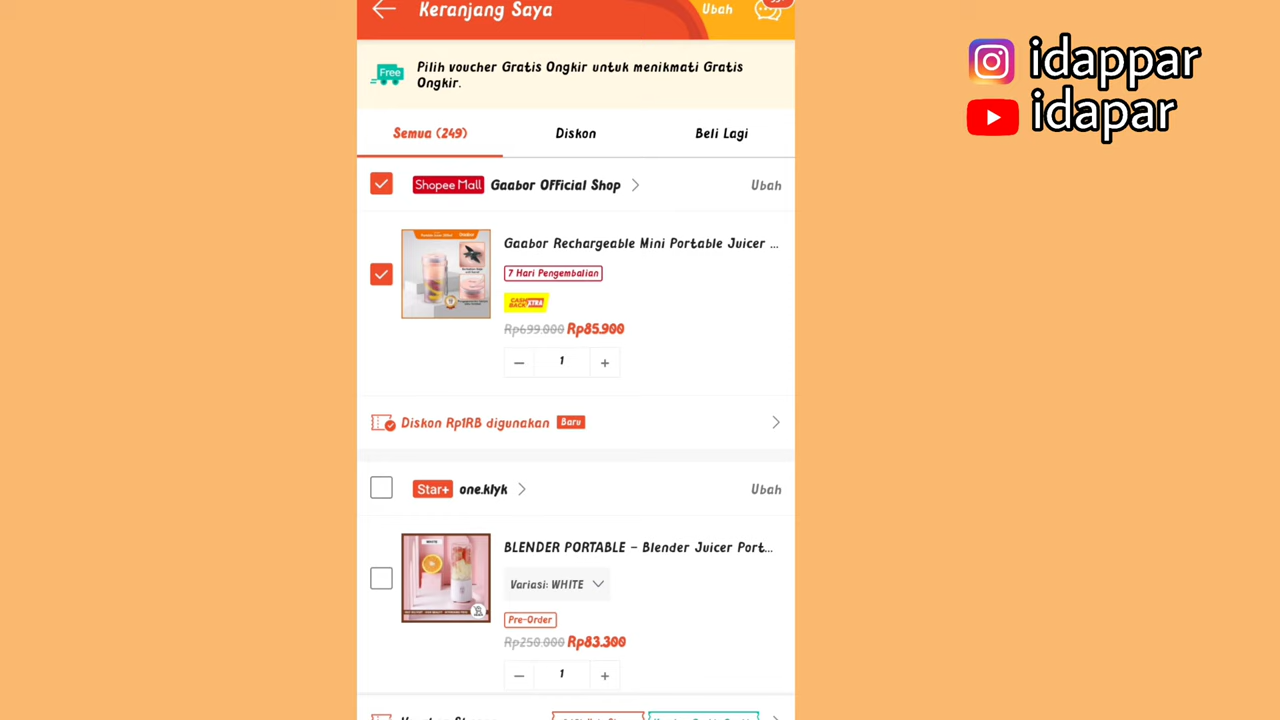 Keranjang Saya
Ubah
Free
Pilih voucher Gratis Ongkir untuk menikmati Gratis
Ongkir.
Semua (249)
Diskon
Beli Lagi
Shopee Mall Gaabor OFFicial Shop
Ubah
Gaabor Rechargeable Mini Portable Juicer ...
7 Hari Pengembalian
CASHBACK XTRA
Rp699.000 Rp85.900
1
Diskon Rp1RB digunakan Baru
Star+ one.klyk
Ubah
BLENDER PORTABLE – Blender Juicer Port...
Variasi: WHITE
Pre-Order
Rp250.000 Rp83.300
1
idappar
idapar